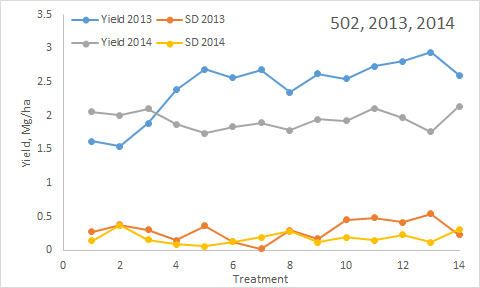 502, 2013, 2014
Yield 2013 SD 2013
Yield 2014 SD 2014
Yield, Mg/ha
3.5
3
2.5
2
1.5
1
0.5
0
0 2 4 6 8 10 12 14
Treatment